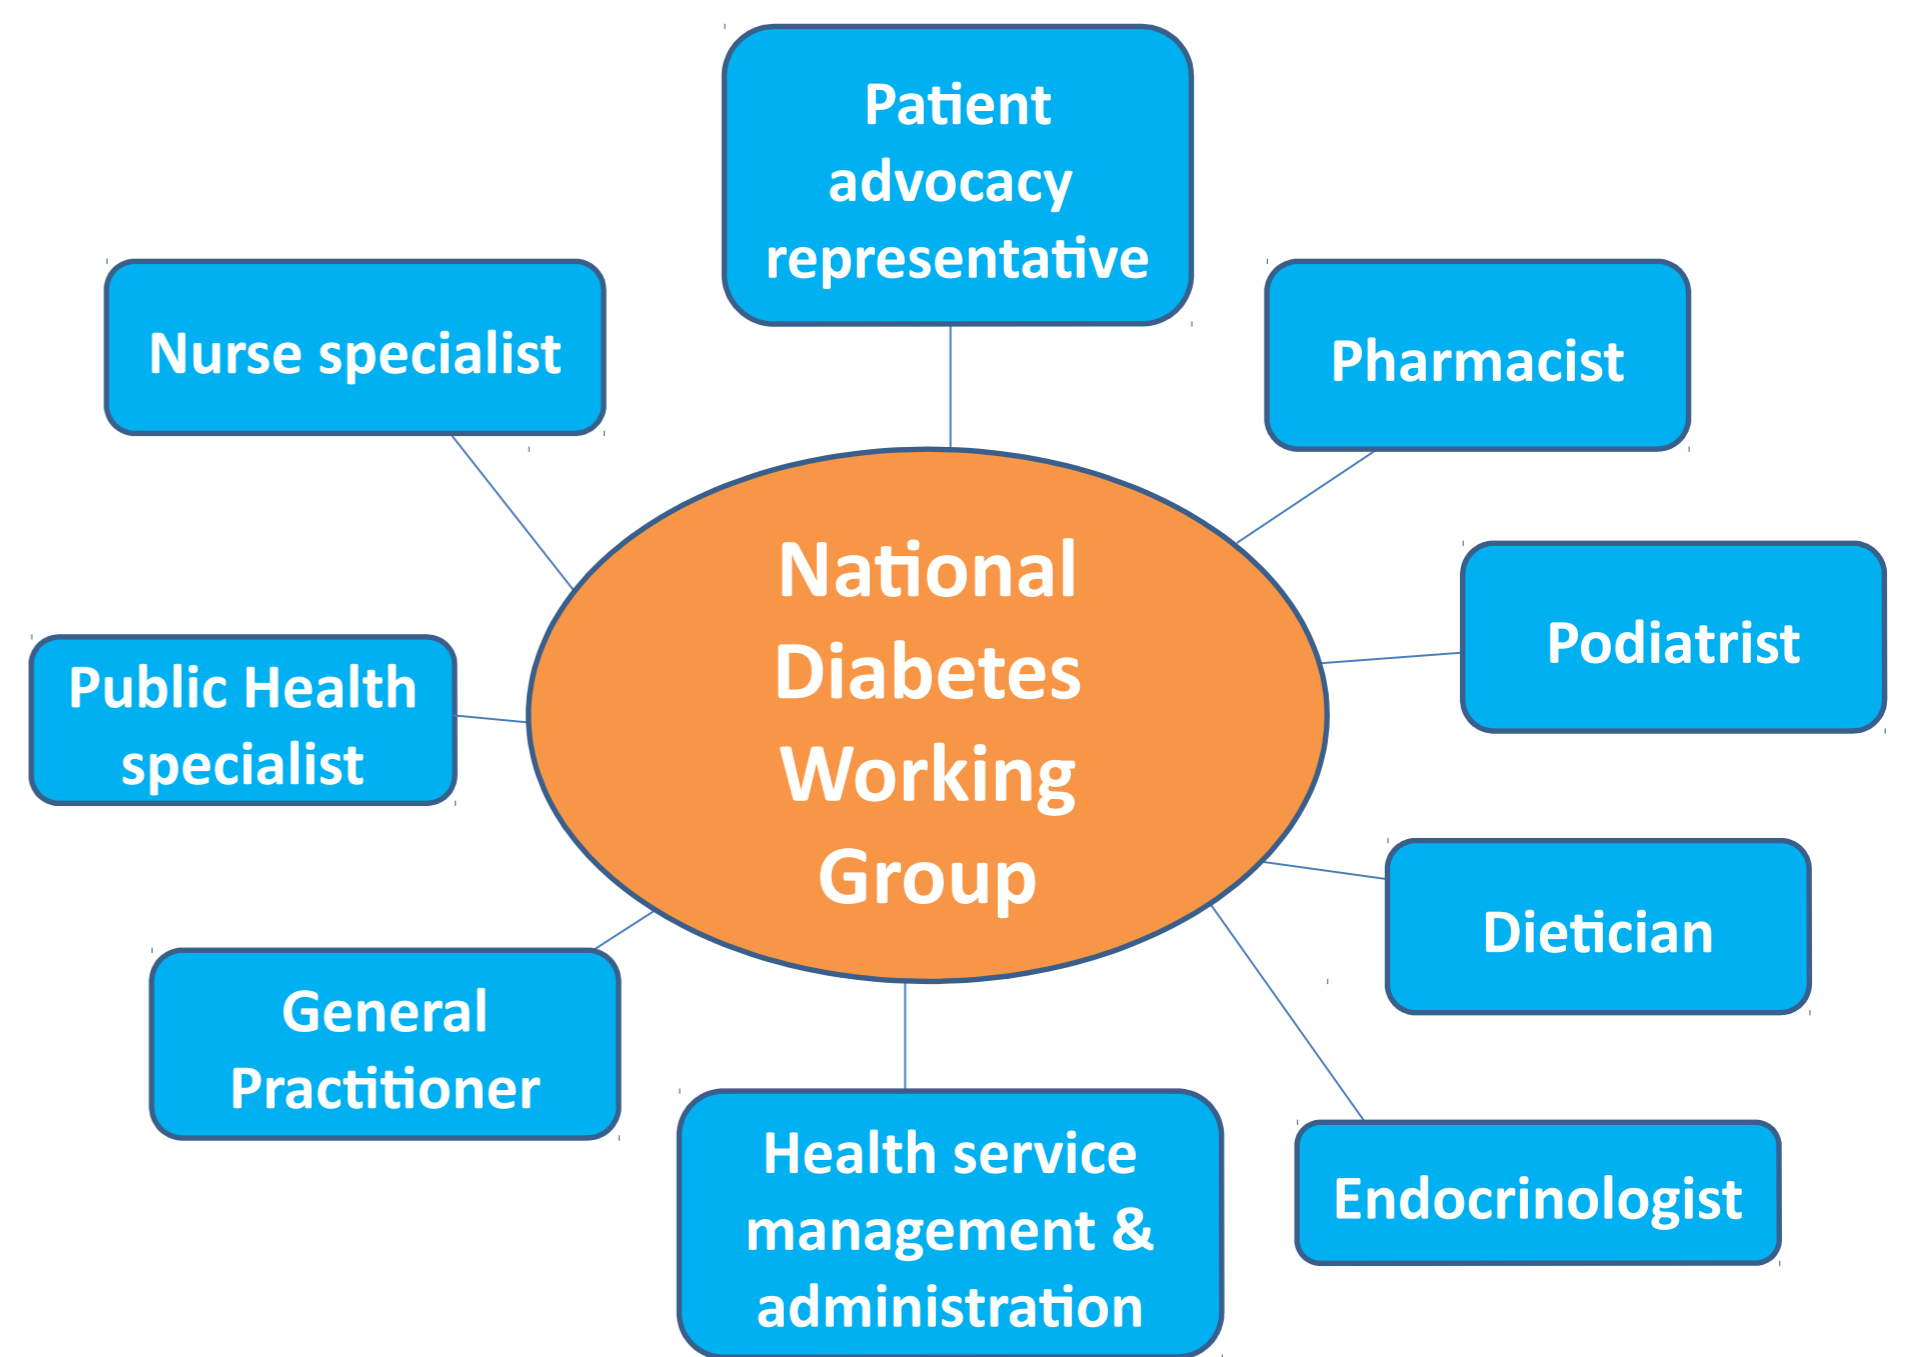 Patient
advocacy
representative
Nurse specialist
Pharmacist
National
Diabetes
Working
Group
Podiatrist
Public Health
specialist
Dietician
General
Practitioner
Health service
management &
administration
Endocrinologist